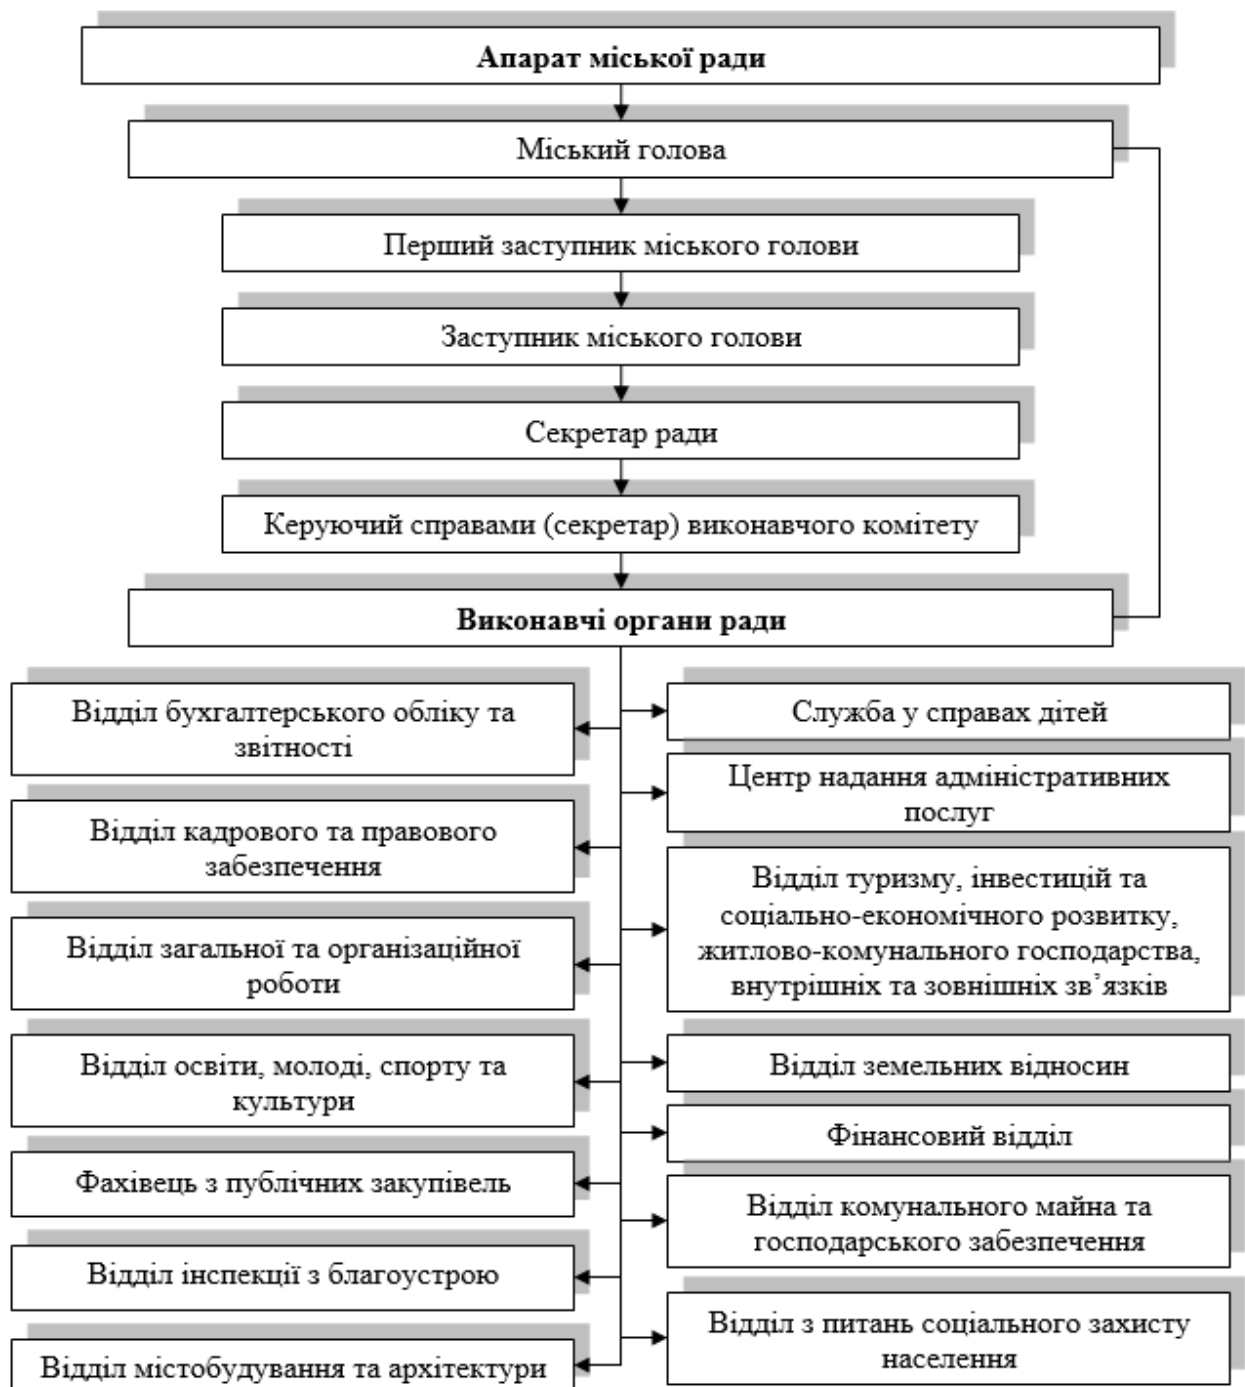 Апарат міської ради
Міський голова
Перший заступник міського голови
Заступник міського голови
Секретар ради
Керуючий справами (секретар) виконавчого комітету
Виконавчі органи ради
Відділ бухгалтерського обліку та
звітності
Відділ кадрового та правового
забезпечення
Відділ загальної та організаційної
роботи
Відділ освіти, молоді, спорту та
культури
Фахівець з публічних закупівель
Відділ інспекції з благоустрою
Відділ містобудування та архітектури
Служба у справах дітей
Центр надання адміністративних
послуг
Відділ туризму, інвестицій та
соціально-економічного розвитку,
житлово-комунального господарства,
внутрішніх та зовнішніх зв’язків
Відділ земельних відносин
Фінансовий відділ
Відділ комунального майна та
господарського забезпечення
Відділ з питань соціального захисту
населення